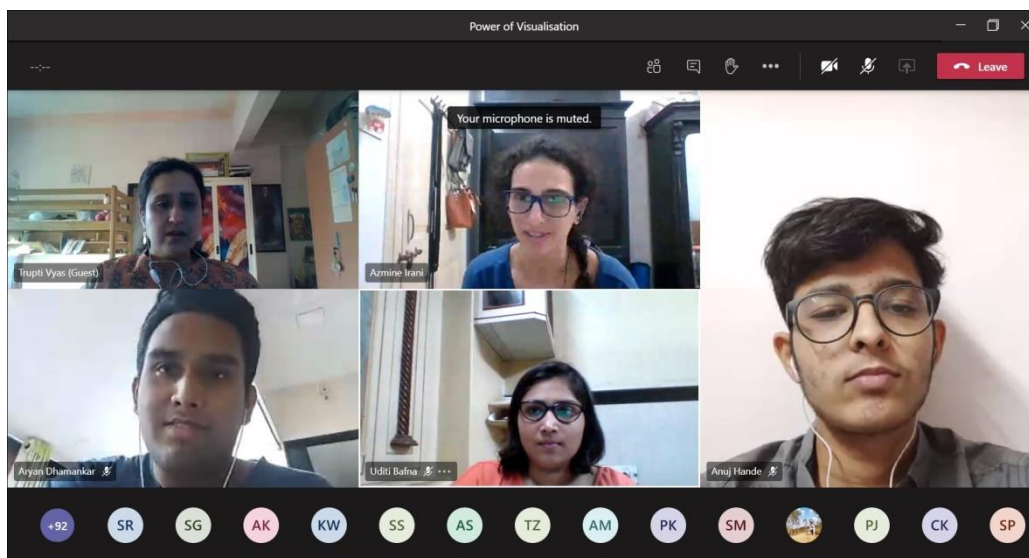 Power of Visualisation
--:--
Leave
Your microphone is muted.
Trupti Vyas (Guest)
Azmine Irani
Aryan Dhamankar
Uditi Bafna
Anuj Hande
+92
SR
SG
AK
KW
SS
AS
TZ
AM
PK
SM
PJ
CK
SP